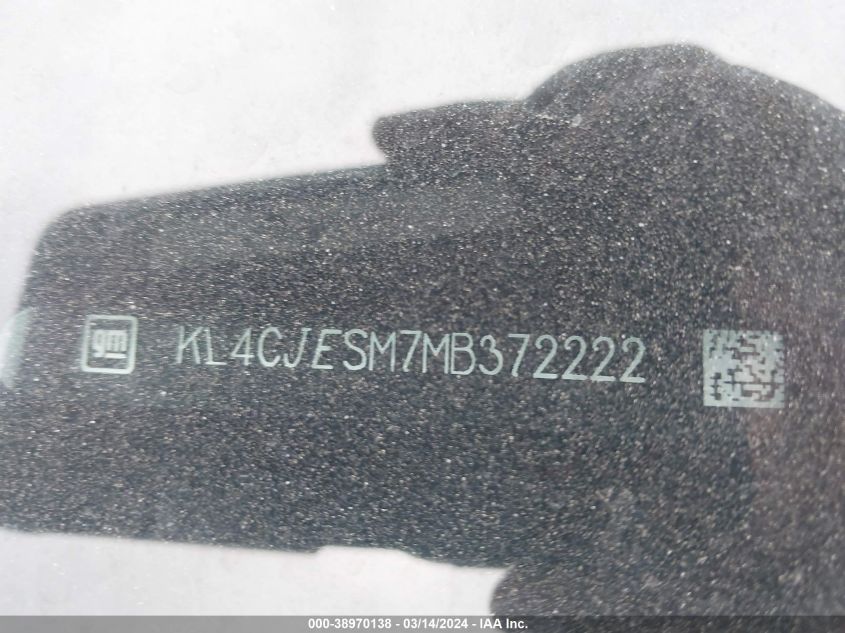 gm KL4CJESM7MB372222
000-38970138 - 03/14/2024 - IAA Inc.